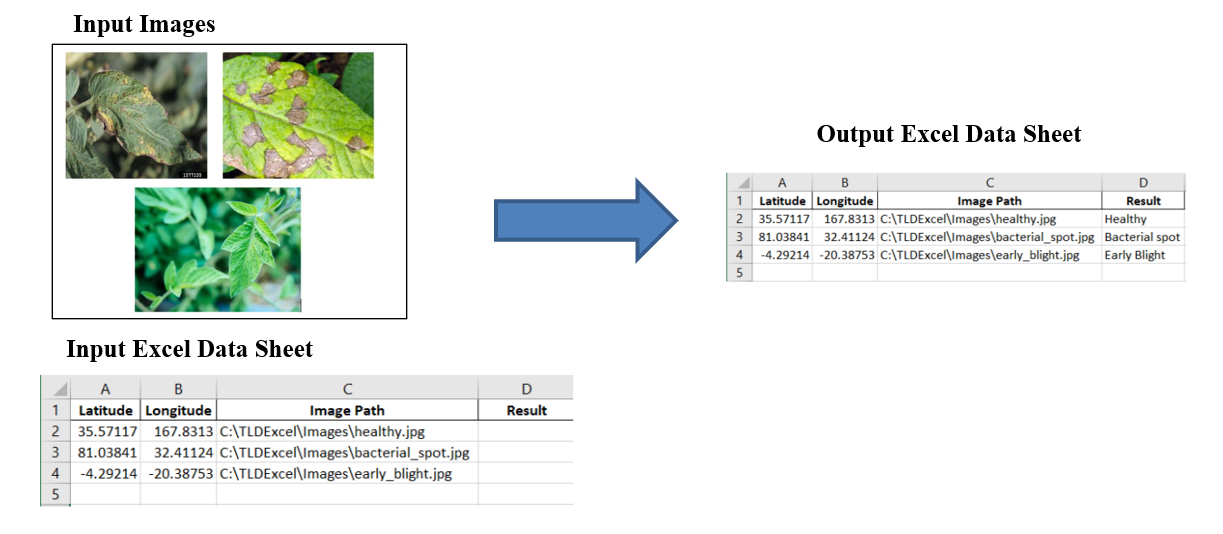 Input Images
1977155
Input Excel Data Sheet
A B C D
1 Latitude Longitude Image Path Result
2 35.57117 167.8313 C:\TLDExcel\Images\healthy.jpg
3 81.03841 32.41124 C:\TLDExcel\Images\bacterial_spot.jpg
4 -4.29214 -20.38753 C:\TLDExcel\Images\early_blight.jpg
5
Output Excel Data Sheet
A B C D
1 Latitude Longitude Image Path Result
2 35.57117 167.8313 C:\TLDExcel\Images\healthy.jpg Healthy
3 81.03841 32.41124 C:\TLDExcel\Images\bacterial_spot.jpg Bacterial spot
4 -4.29214 -20.38753 C:\TLDExcel\Images\early_blight.jpg Early Blight
5